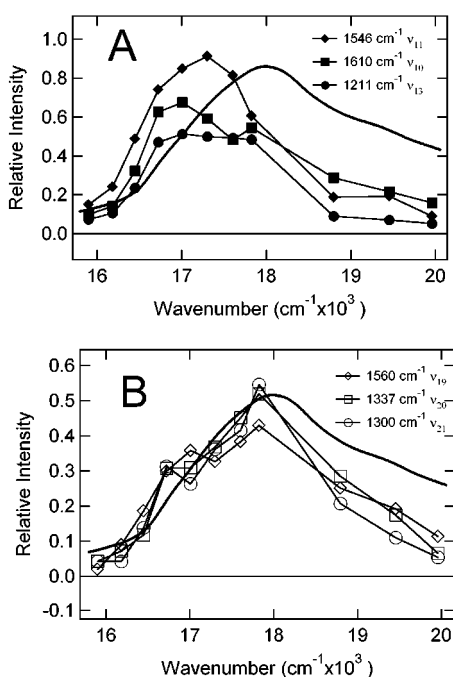 A
1546 cm⁻¹ ν₁₁
1610 cm⁻¹ ν₁₀
1211 cm⁻¹ ν₁₃
Relative Intensity
1.0
0.8
0.6
0.4
0.2
0.0
16 17 18 19 20
Wavenumber (cm⁻¹x10³)
B
1560 cm⁻¹ ν₁₉
1337 cm⁻¹ ν₂₀
1300 cm⁻¹ ν₂₁
Relative Intensity
0.6
0.5
0.4
0.3
0.2
0.1
0.0
-0.1
16 17 18 19 20
Wavenumber (cm⁻¹x10³)